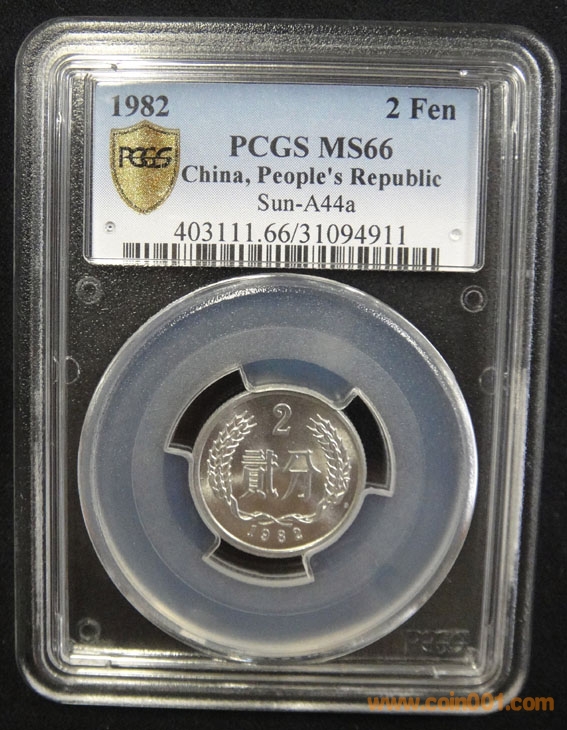 1982 2 Fen
PCGS
PCGS MS66
China, People's Republic
Sun-A44a
403111.66/31094911
2
貳分
1982
PCGS
www.coin001.com